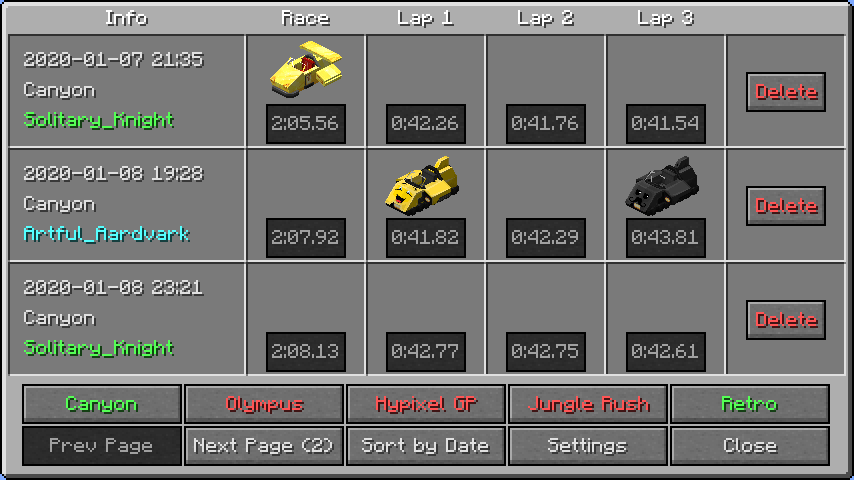 Info Race Lap 1 Lap 2 Lap 3
2020-01-07 21:35
Canyon
Solitary_Knight
2:05.56 0:42.26 0:41.76 0:41.54
Delete
2020-01-08 19:28
Canyon
Artful_Aardvark
2:07.92 0:41.82 0:42.29 0:43.81
Delete
2020-01-08 23:21
Canyon
Solitary_Knight
2:08.13 0:42.77 0:42.75 0:42.61
Delete
Canyon Olympus Hypixel GP Jungle Rush Retro
Prev Page Next Page (2) Sort by Date Settings Close